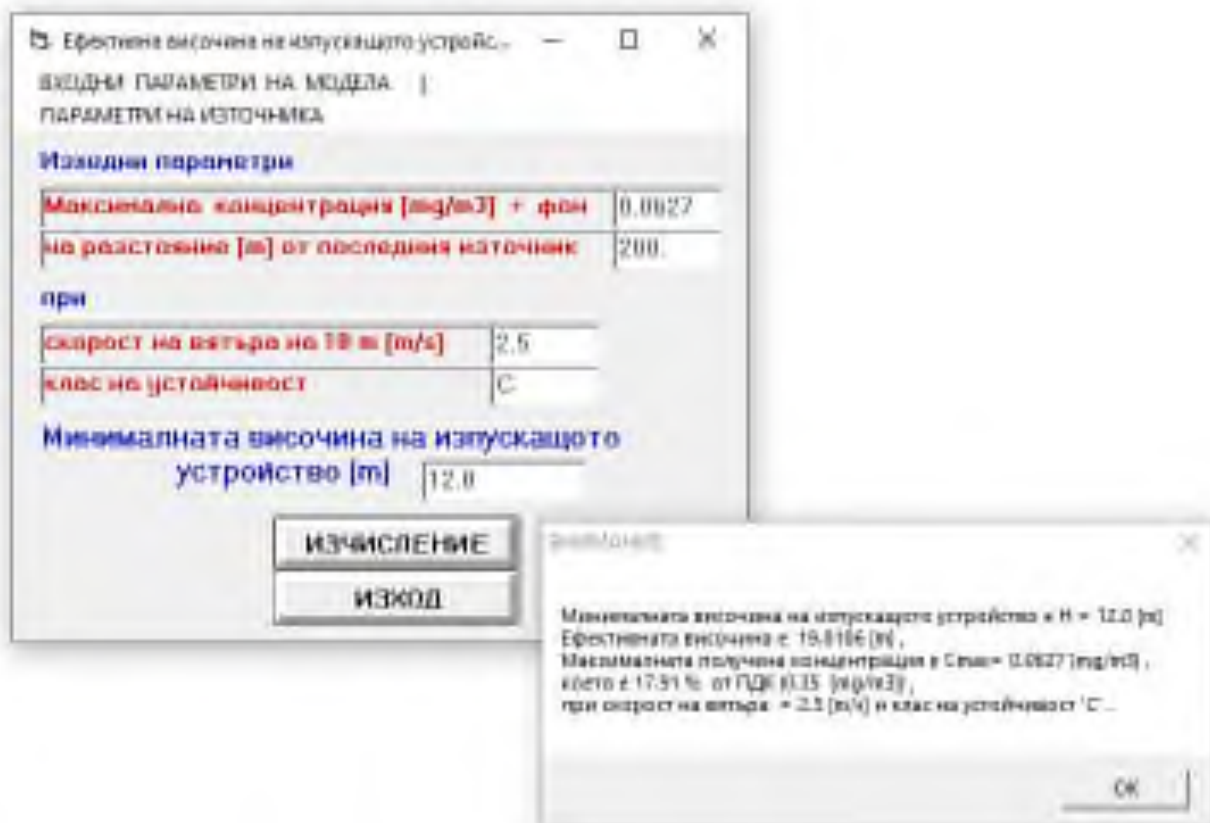 Ефективна височина на изпускащото устройс...
ВХОДНИ ПАРАМЕТРИ НА МОДЕЛА |
ПАРАМЕТРИ НА ИЗТОЧНИКА
Изходни параметри
Максимална концентрация [mg/m3] + фон 0.0627
на разстояние [m] от последния източник 200.
при
скорост на вятъра на 10 m [m/s] 2.5
клас на устойчивост C
Минималната височина на изпускащото
устройство [m] 12.0
ИЗЧИСЛЕНИЕ
ИЗХОД
Минималната височина на изпускащото устройство е H = 12.0 [m]
Ефективната височина е [m] ,
Максималната получена концентрация е Cmax= 0.0627 [mg/m3] ,
което е 17.91 % от ПДК (0.35 [mg/m3]) ,
при скорост на вятъра = 2.5 [m/s] и клас на устойчивост 'C' .
OK